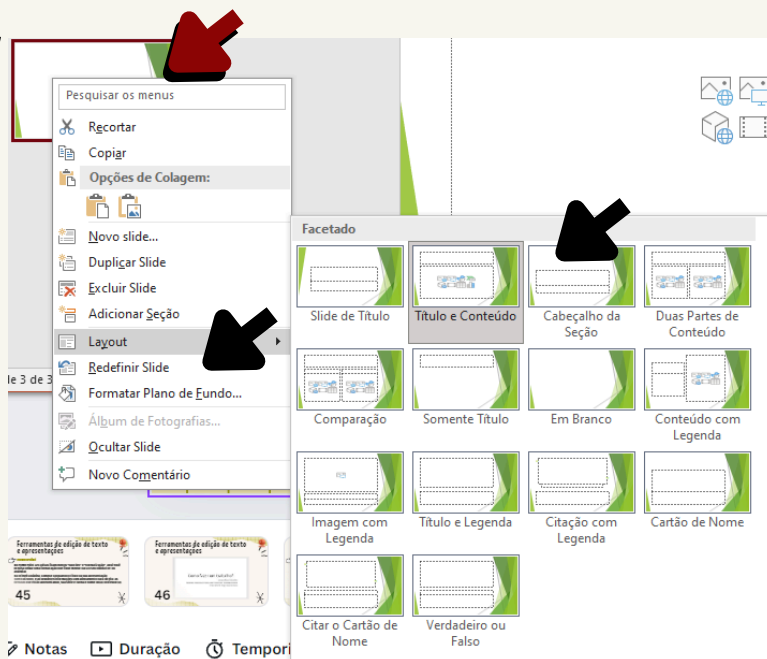 Pesquisar os menus
Recortar
Copiar
Opções de Colagem:
Novo slide...
Duplicar Slide
Excluir Slide
Adicionar Seção
Layout
Redefinir Slide
Formatar Plano de Fundo...
Álbum de Fotografias...
Ocultar Slide
Novo Comentário
le 3 de 3
Facetado
Slide de Título
Título e Conteúdo
Cabeçalho da
Seção
Duas Partes de
Conteúdo
Comparação
Somente Título
Em Branco
Conteúdo com
Legenda
Imagem com
Legenda
Título e Legenda
Citação com
Legenda
Cartão de Nome
Citar o Cartão de
Nome
Verdadeiro ou
Falso
Ferramentas de edição de texto
e apresentações
45
Ferramentas de edição de texto
e apresentações
46
Notas
Duração
Tempori